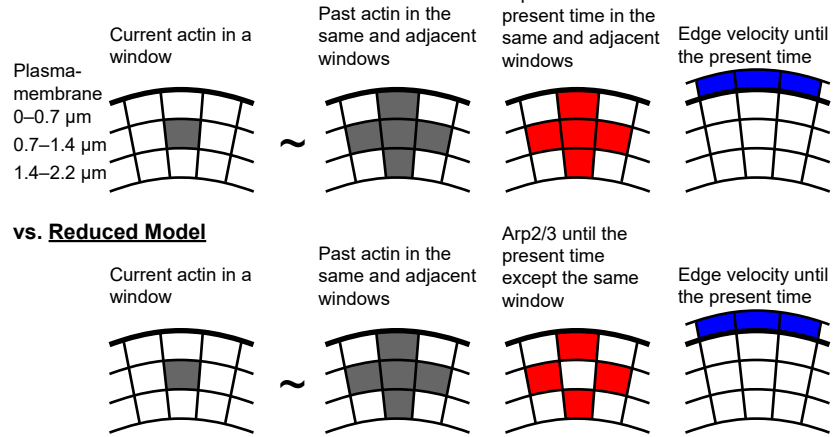 Current actin in a
window
Past actin in the
same and adjacent
windows
present time in the
same and adjacent
windows
Edge velocity until
the present time
Plasma-
membrane
0–0.7 μm
0.7–1.4 μm
1.4–2.2 μm
~
vs. Reduced Model
Current actin in a
window
Past actin in the
same and adjacent
windows
Arp2/3 until the
present time
except the same
window
Edge velocity until
the present time
~